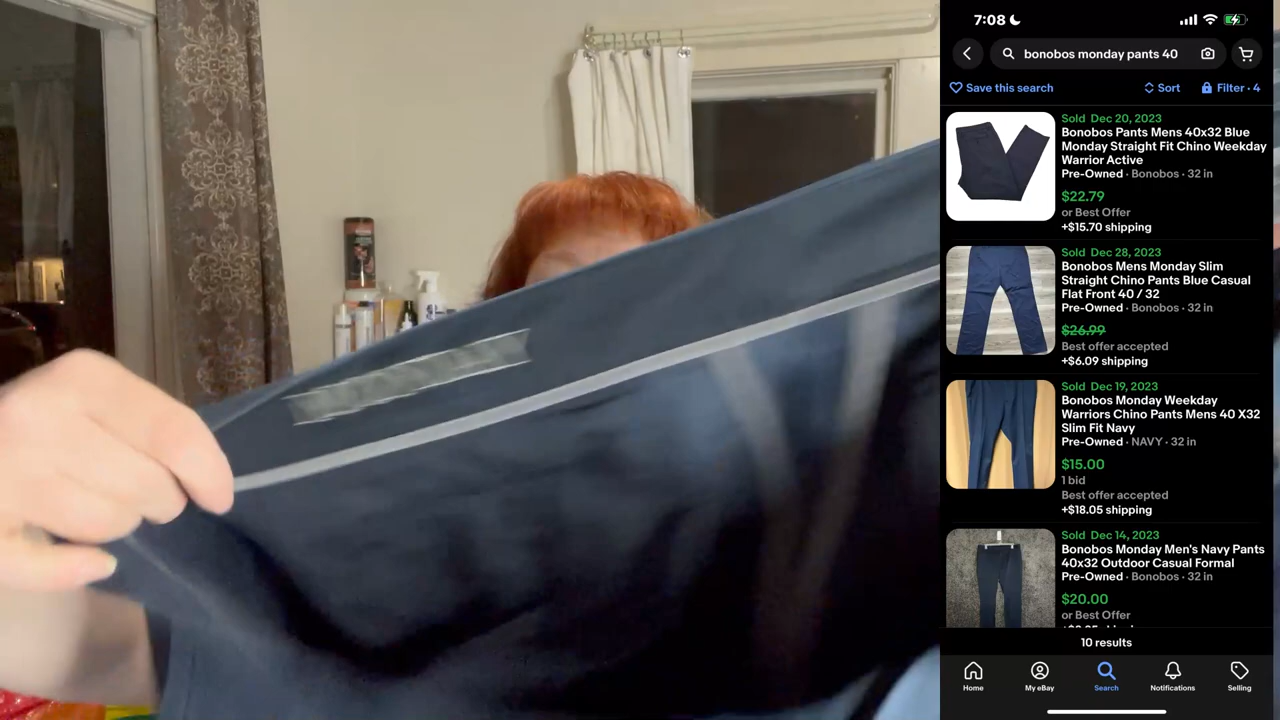 7:08
bonobos monday pants 40
Save this search
Sort
Filter • 4
Sold Dec 20, 2023
Bonobos Pants Mens 40x32 Blue
Monday Straight Fit Chino Weekday
Warrior Active
Pre-Owned · Bonobos · 32 in
$22.79
or Best Offer
+$15.70 shipping
Sold Dec 28, 2023
Bonobos Mens Monday Slim
Straight Chino Pants Blue Casual
Flat Front 40 / 32
Pre-Owned · Bonobos · 32 in
$26.99
Best offer accepted
+$6.09 shipping
Sold Dec 19, 2023
Bonobos Monday Weekday
Warriors Chino Pants Mens 40 X32
Slim Fit Navy
Pre-Owned · NAVY · 32 in
$15.00
1 bid
Best offer accepted
+$18.05 shipping
Sold Dec 14, 2023
Bonobos Monday Men's Navy Pants
40x32 Outdoor Casual Formal
Pre-Owned · Bonobos · 32 in
$20.00
or Best Offer
10 results
Home
My eBay
Search
Notifications
Selling